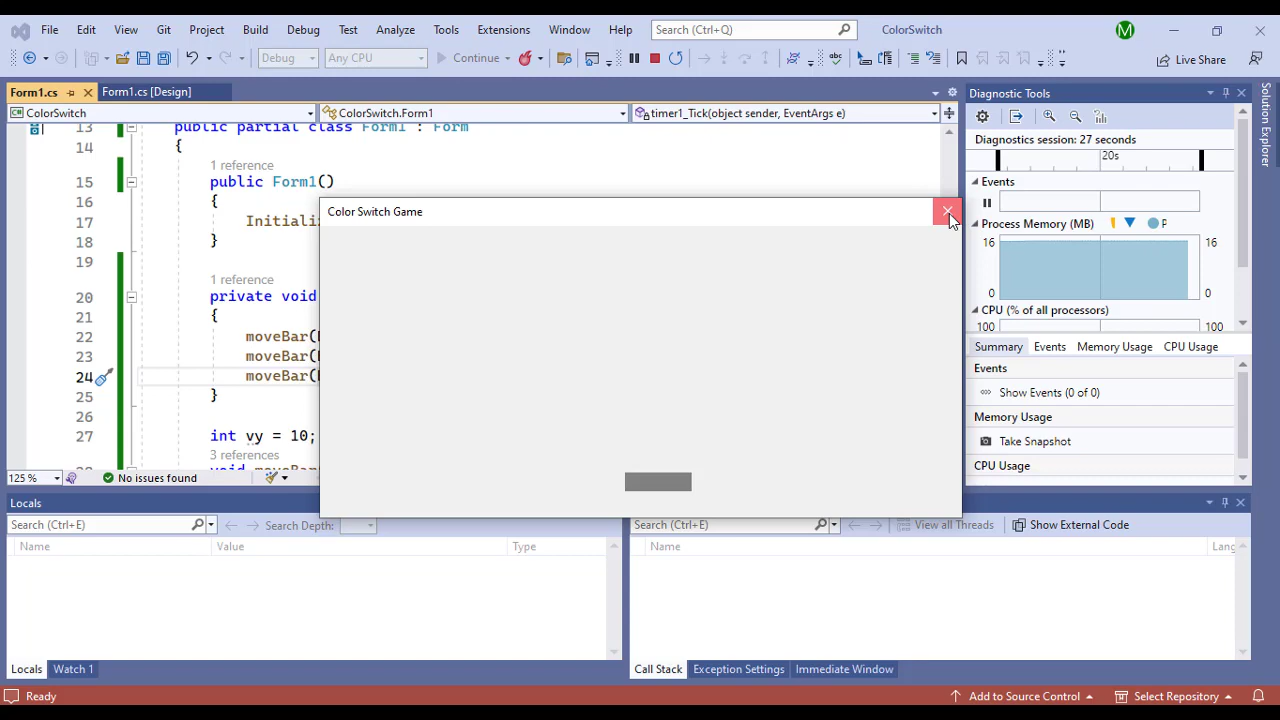 File Edit View Git Project Build Debug Test Analyze Tools Extensions Window Help Search (Ctrl+Q) ColorSwitch M
Debug Any CPU Continue Live Share
Form1.cs Form1.cs [Design]
ColorSwitch ColorSwitch.Form1 timer1_Tick(object sender, EventArgs e)
13 public partial class Form1 : Form
14 {
1 reference
15 public Form1()
16 {
17 Initializ
18 }
19
1 reference
20 private void
21 {
22 moveBar(
23 moveBar(
24 moveBar(
25 }
26
27 int vy = 10;
3 references
125 % No issues found
Color Switch Game
Diagnostic Tools
Diagnostics session: 27 seconds
20s
Events
Process Memory (MB) P
16 16
0 0
CPU (% of all processors)
100 100
Summary Events Memory Usage CPU Usage
Events
Show Events (0 of 0)
Memory Usage
Take Snapshot
CPU Usage
Solution Explorer
Locals
Search (Ctrl+E) Search Depth:
Name Value Type
Locals Watch 1
Search (Ctrl+E) View all Threads Show External Code
Name Lang
Call Stack Exception Settings Immediate Window
Ready Add to Source Control Select Repository